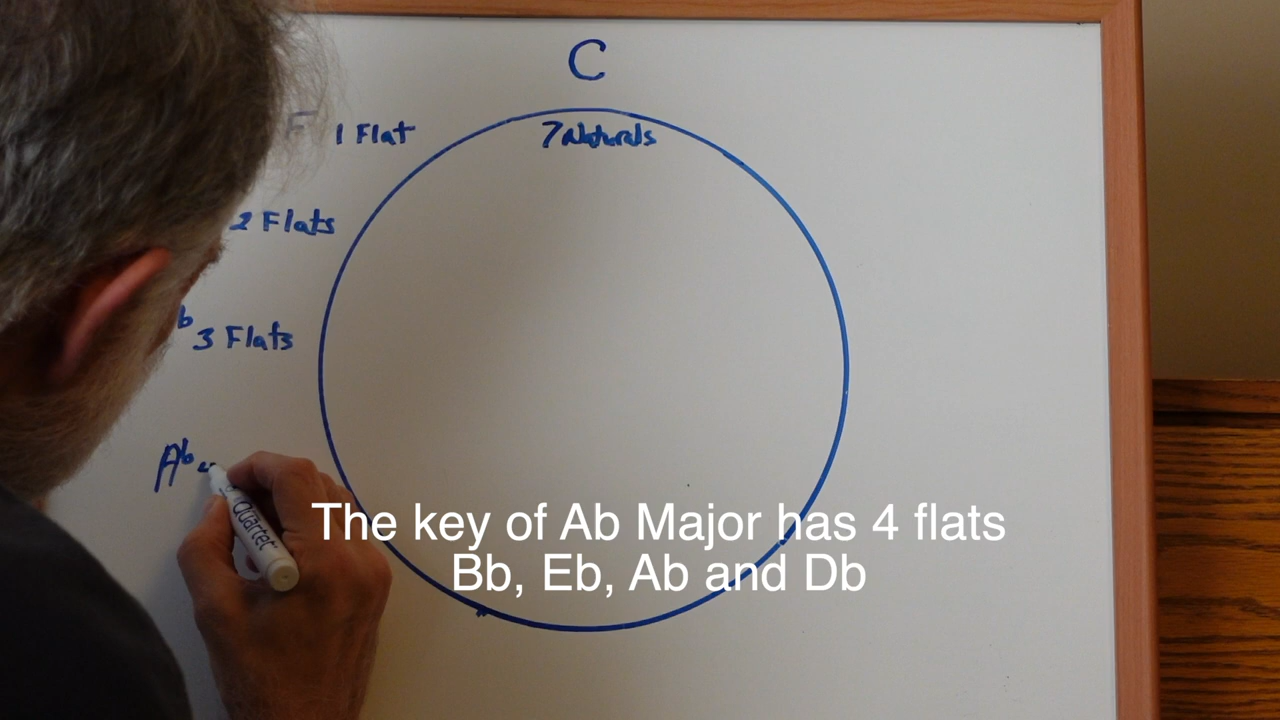 C
F 1 Flat
7 Naturals
2 Flats
b 3 Flats
Ab 4
Quartet
The key of Ab Major has 4 flats
Bb, Eb, Ab and Db